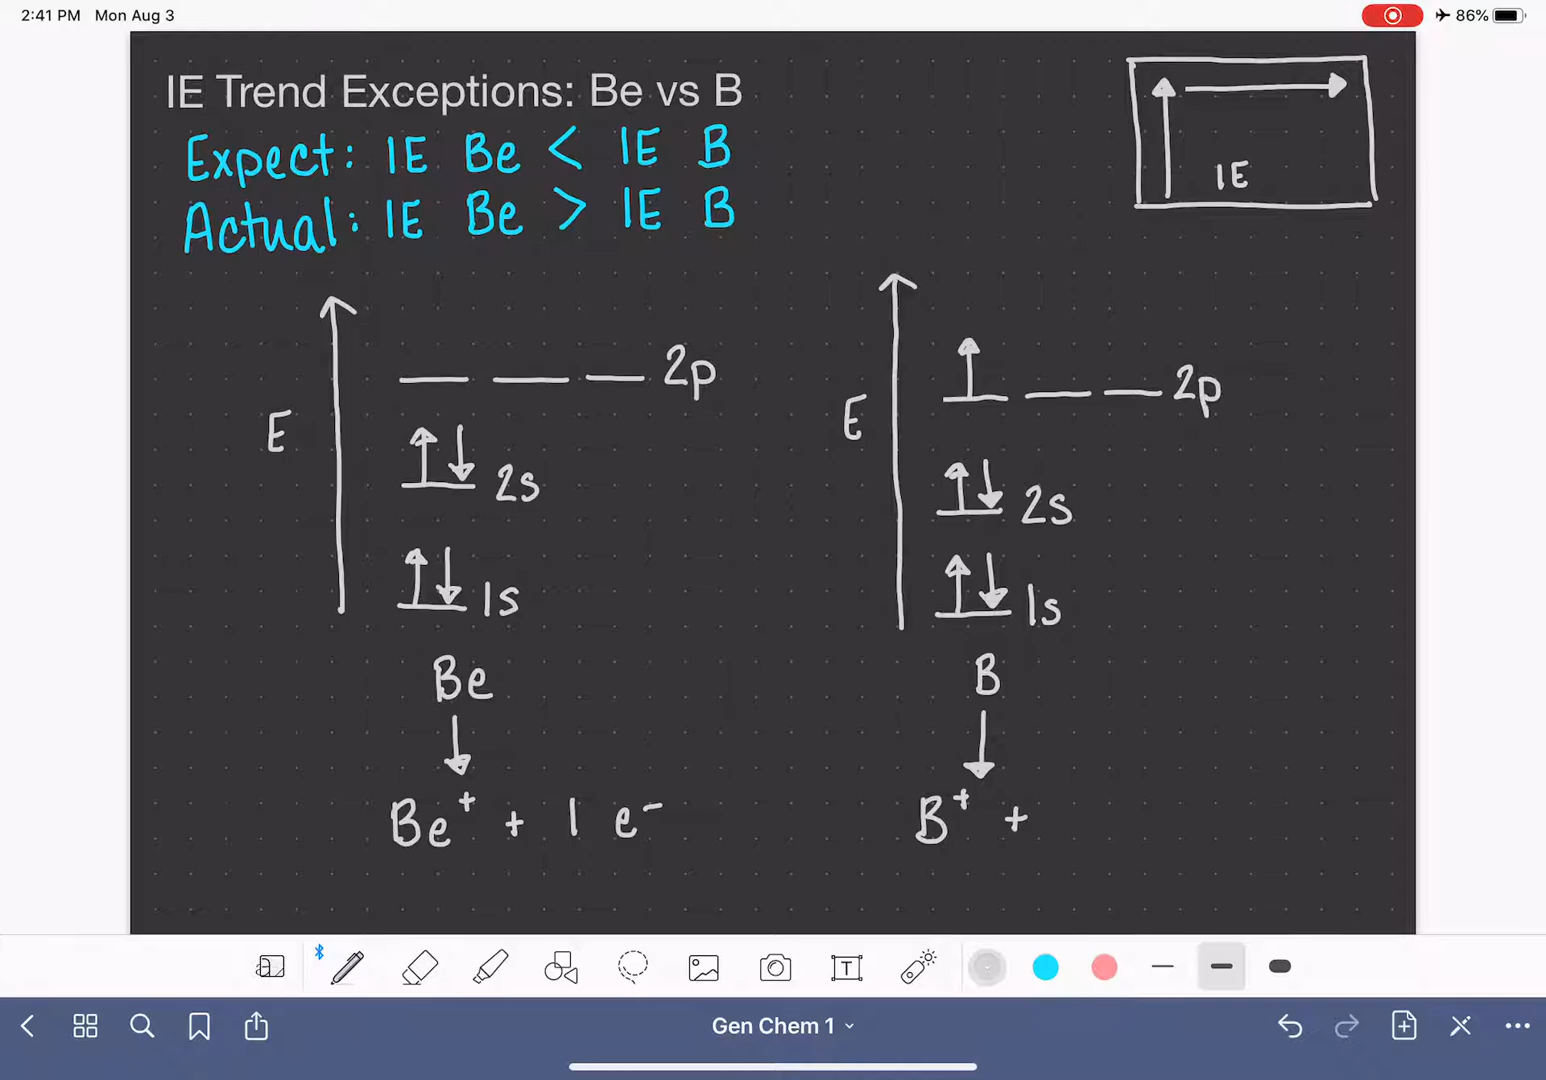 2:41 PM Mon Aug 3
86%
IE Trend Exceptions: Be vs B
Expect: IE Be < IE B
Actual: IE Be > IE B
IE
E
2p
2s
1s
Be
Be⁺ + 1 e⁻
E
2p
2s
1s
B
B⁺ +
T
Gen Chem 1